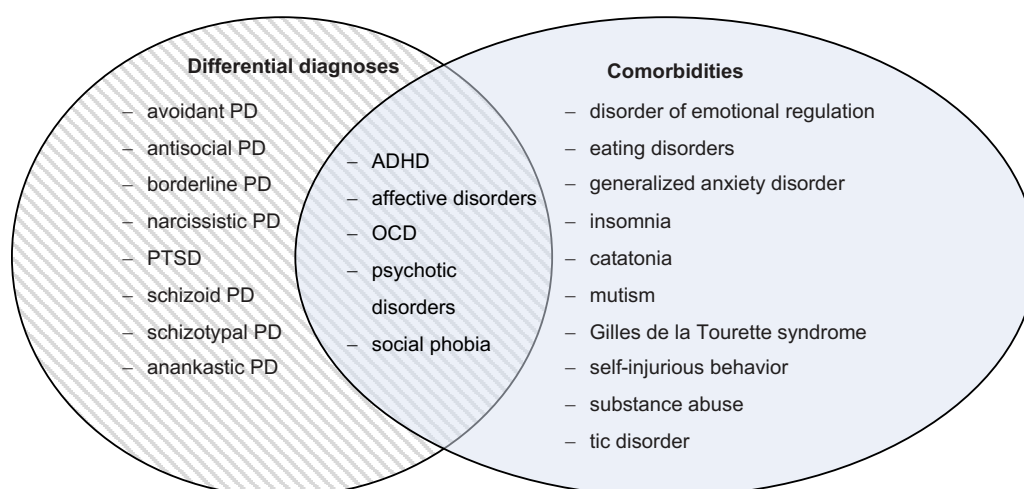 Differential diagnoses
– avoidant PD
– antisocial PD
– borderline PD
– narcissistic PD
– PTSD
– schizoid PD
– schizotypal PD
– anankastic PD
– ADHD
– affective disorders
– OCD
– psychotic
disorders
– social phobia
Comorbidities
– disorder of emotional regulation
– eating disorders
– generalized anxiety disorder
– insomnia
– catatonia
– mutism
– Gilles de la Tourette syndrome
– self-injurious behavior
– substance abuse
– tic disorder